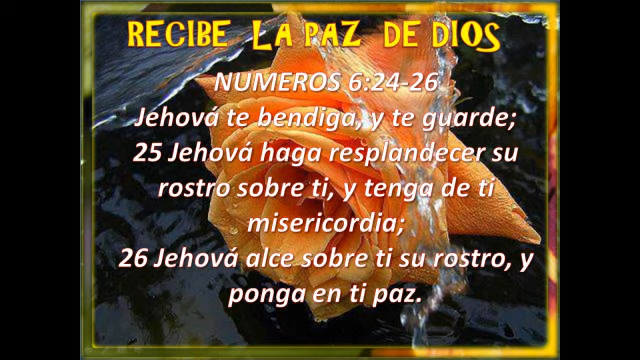 RECIBE LA PAZ DE DIOS
NUMEROS 6:24-26
Jehová te bendiga, y te guarde;
25 Jehová haga resplandecer su
rostro sobre ti, y tenga de ti
misericordia;
26 Jehová alce sobre ti su rostro, y
ponga en ti paz.